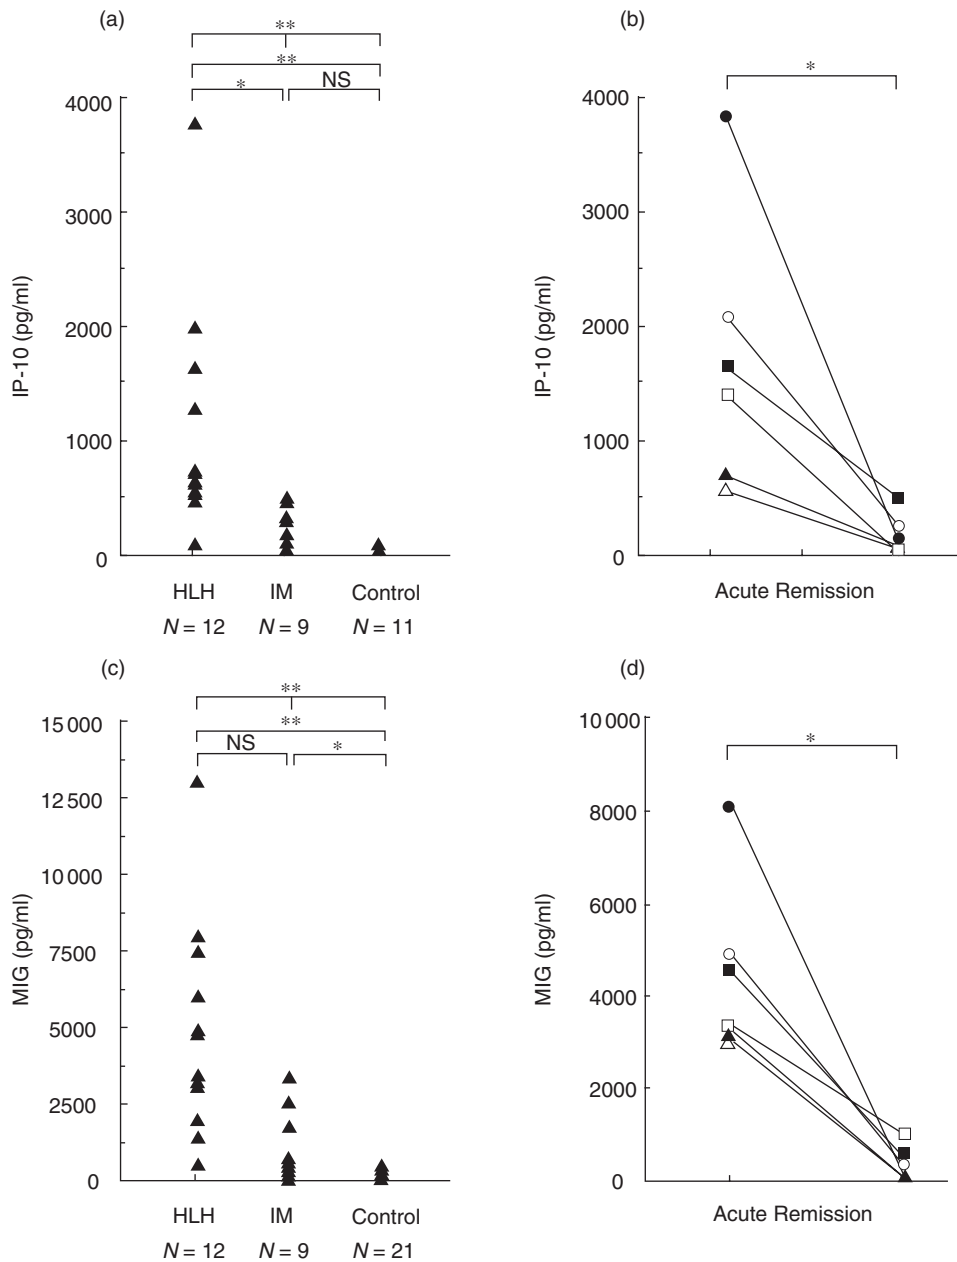 (a)
**
**
*
NS
4000
3000
2000
1000
0
IP-10 (pg/ml)
HLH
IM
Control
N = 12
N = 9
N = 11
(b)
*
4000
3000
2000
1000
0
IP-10 (pg/ml)
Acute Remission
(c)
**
**
NS
*
15 000
12 500
10 000
7500
5000
2500
0
MIG (pg/ml)
HLH
IM
Control
N = 12
N = 9
N = 21
(d)
*
10 000
8000
6000
4000
2000
0
MIG (pg/ml)
Acute Remission